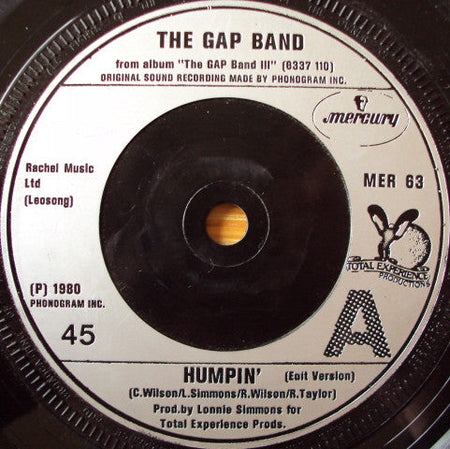 THE GAP BAND
from album "The GAP Band III" (6337 110)
ORIGINAL SOUND RECORDING MADE BY PHONOGRAM INC.
mercury
Rachel Music
Ltd
(Leosong)
MER 63
TOTAL EXPERIENCE
PRODUCTIONS
(P) 1980
PHONOGRAM INC.
45
A
HUMPIN' (Edit Version)
(C.Wilson/L.Simmons/R.Wilson/R.Taylor)
Prod.by Lonnie Simmons for
Total Experience Prods.